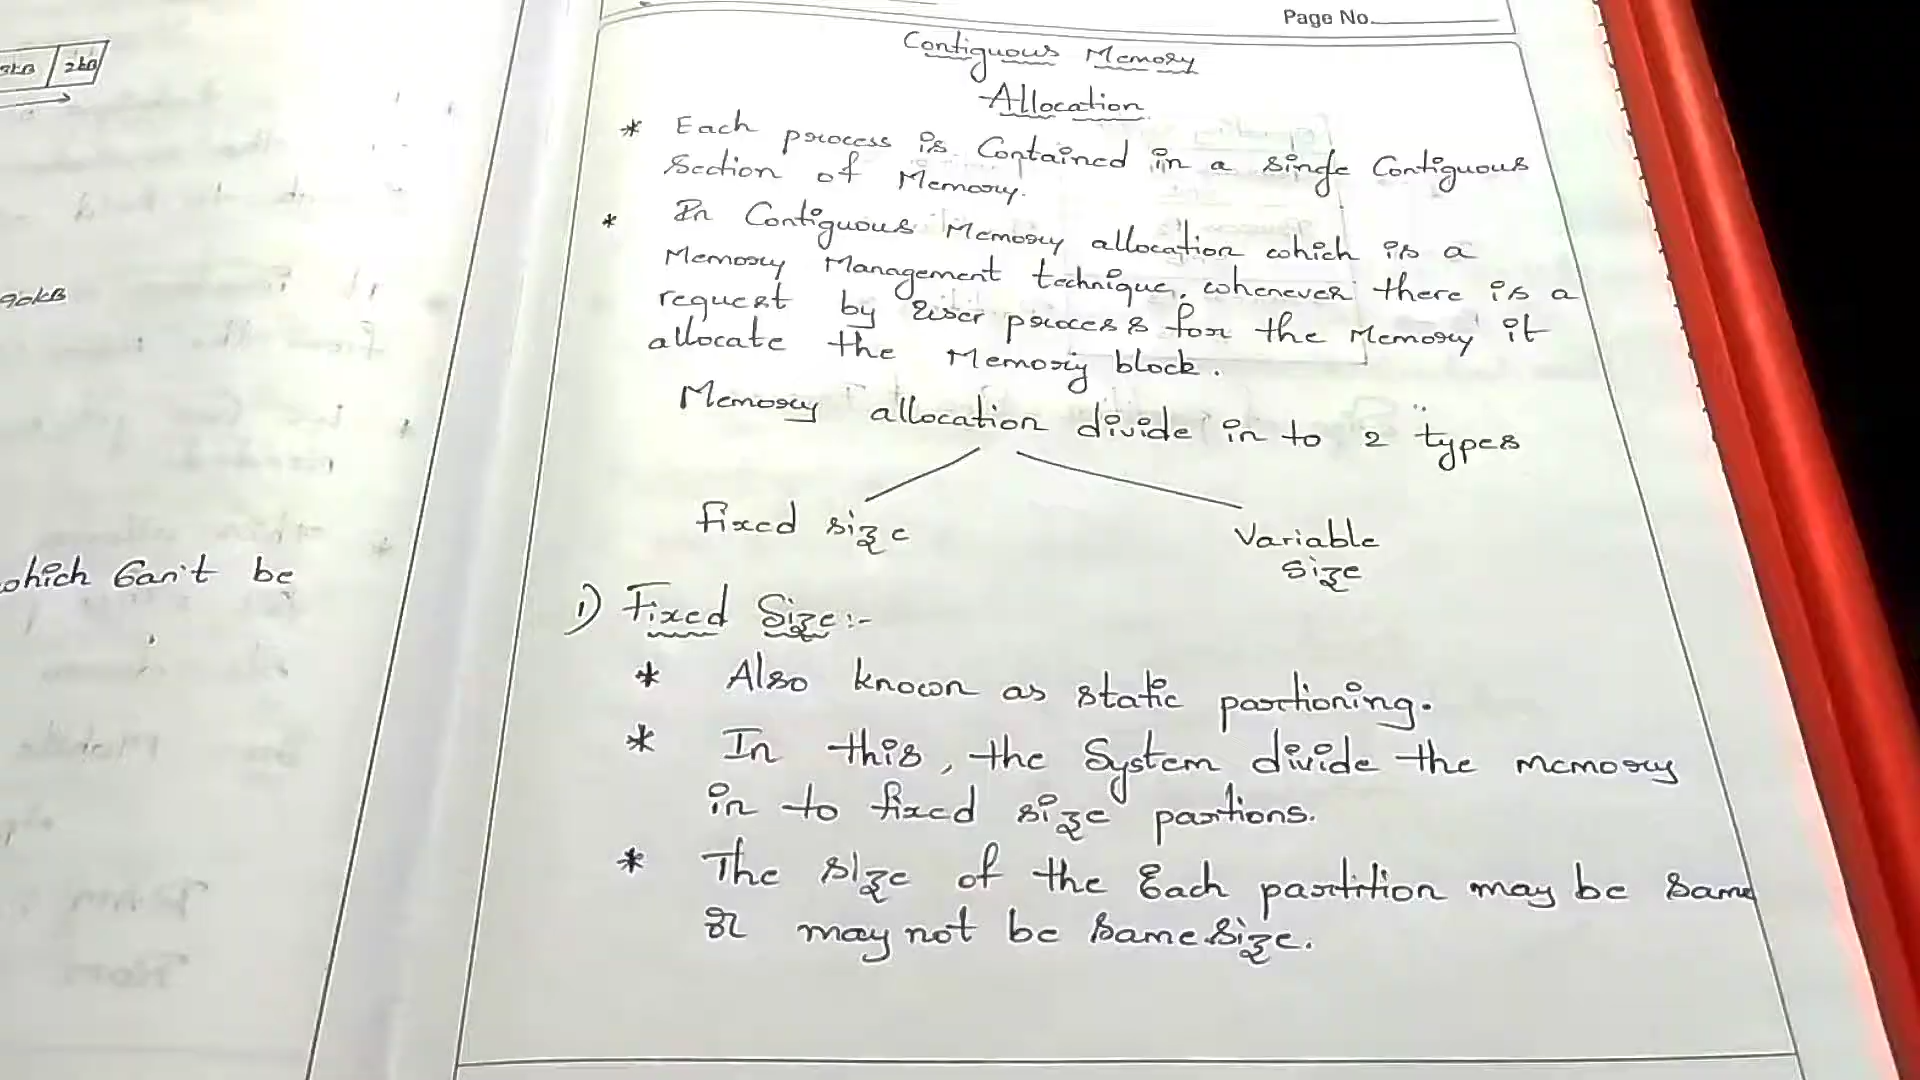 Page No.
Contiguous Memory
Allocation
* Each process is Contained in a single Contiguous
Section of Memory.
* In Contiguous Memory allocation which is a
Memory Management technique, whenever there is a
request by user process for the Memory it
allocate the Memory block.
Memory allocation divide in to 2 types
fixed size
Variable
size
1) Fixed Size:-
* Also known as static partioning.
* In this, the System divide the memory
in to fixed size partions.
* The size of the Each partition may be same
or may not be same size.
2kB
90kB
which Can't be